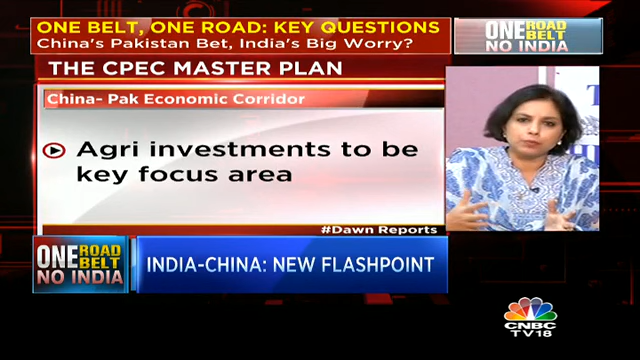 ONE BELT, ONE ROAD: KEY QUESTIONS
China's Pakistan Bet, India's Big Worry?
ONE ROAD BELT
NO INDIA
THE CPEC MASTER PLAN
China- Pak Economic Corridor
Agri investments to be
key focus area
#Dawn Reports
ONE ROAD BELT
NO INDIA
INDIA-CHINA: NEW FLASHPOINT
CNBC
TV18